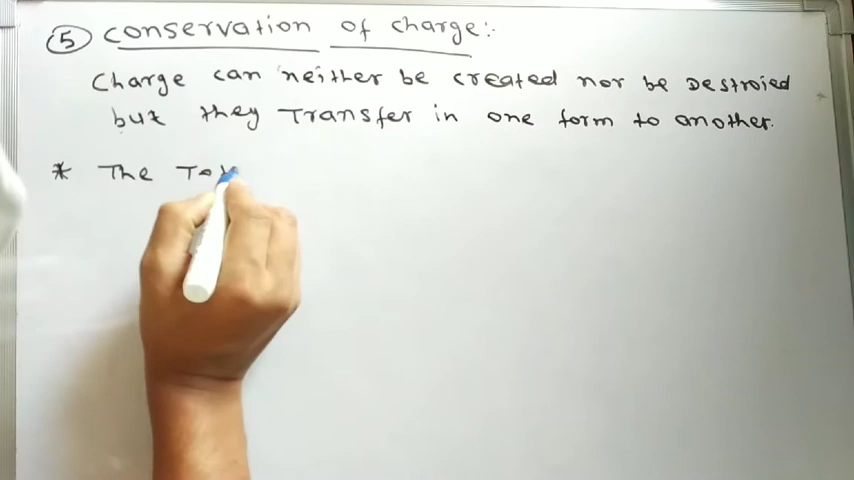 5 conservation of charge:-
Charge can neither be created nor be Destroied
but they Transfer in one form to another.
* The